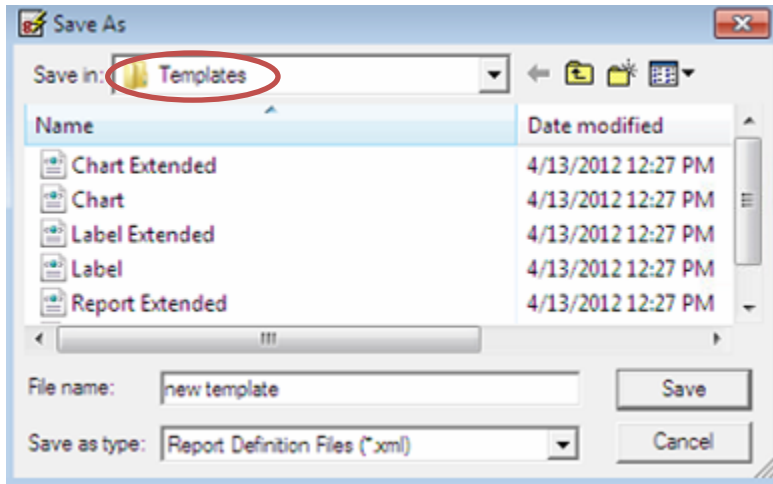 Save As
Save in: Templates
Name Date modified
Chart Extended 4/13/2012 12:27 PM
Chart 4/13/2012 12:27 PM
Label Extended 4/13/2012 12:27 PM
Label 4/13/2012 12:27 PM
Report Extended 4/13/2012 12:27 PM
File name: new template Save
Save as type: Report Definition Files (*.xml) Cancel